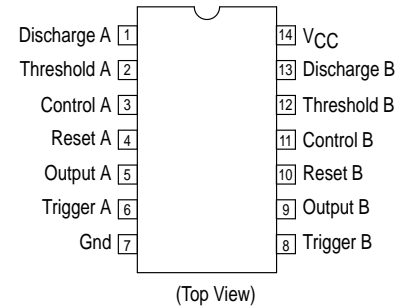 Discharge A 1 14 VCC
Threshold A 2 13 Discharge B
Control A 3 12 Threshold B
Reset A 4 11 Control B
Output A 5 10 Reset B
Trigger A 6 9 Output B
Gnd 7 8 Trigger B
(Top View)